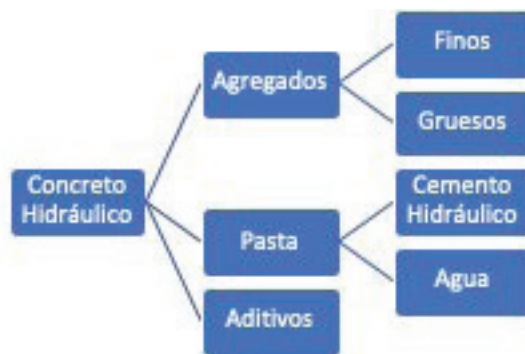 Finos
Agregados
Gruesos
Concreto
Hidráulico
Cemento
Hidráulico
Pasta
Agua
Aditivos